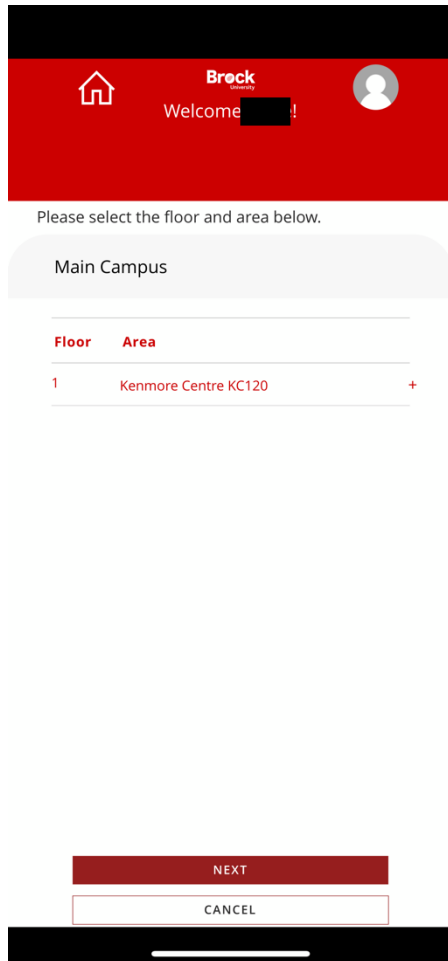 Brock
University
Welcome !
Please select the floor and area below.
Main Campus
Floor Area
1 Kenmore Centre KC120 +
NEXT
CANCEL